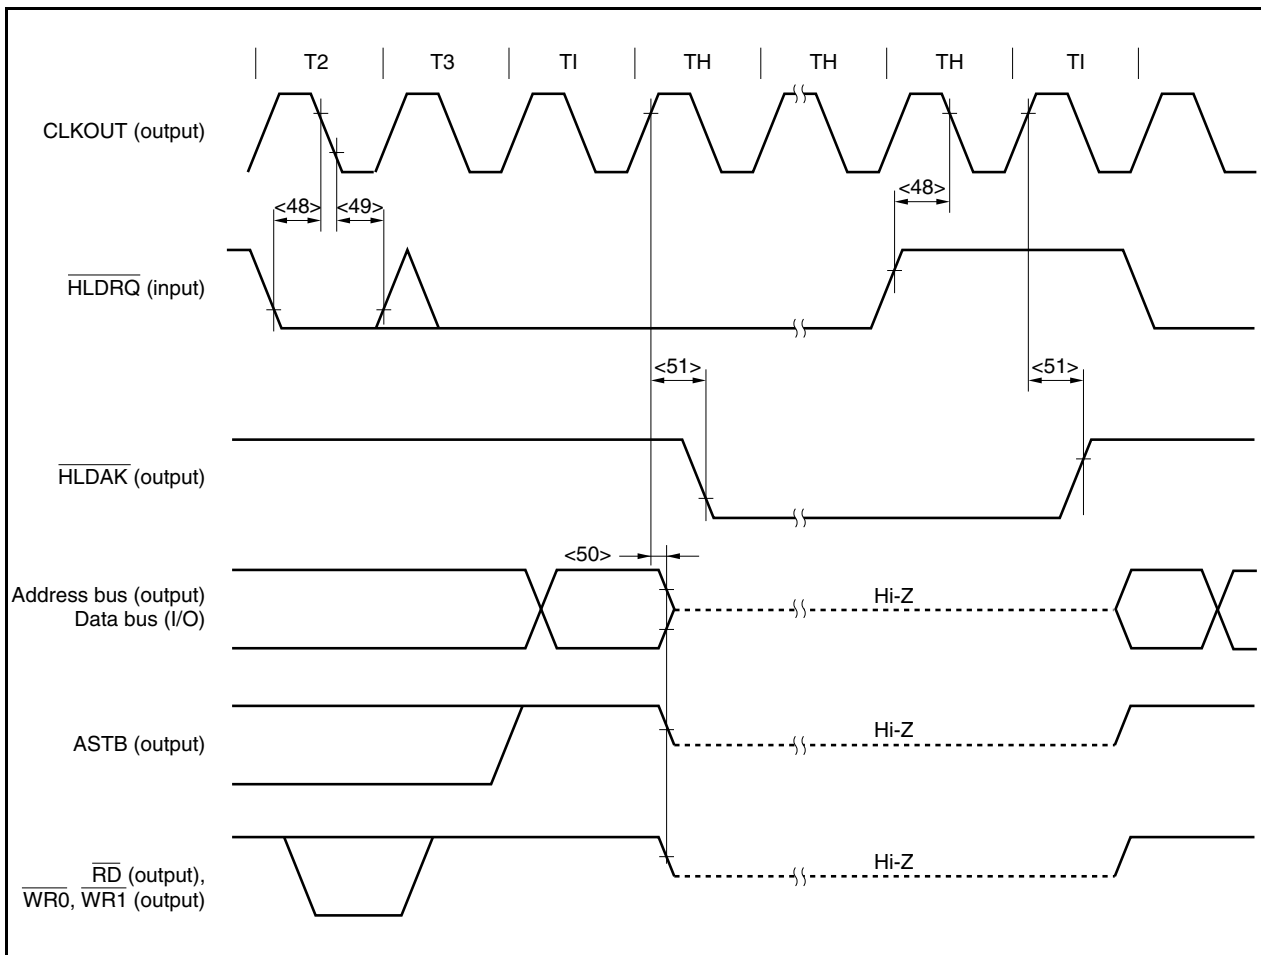 T2 T3 TI TH TH TH TI
CLKOUT (output)
<48> <49> <48>
HLDRQ (input)
<51> <51>
HLDAK (output)
<50>
Address bus (output)
Data bus (I/O)
Hi-Z
ASTB (output)
Hi-Z
RD (output),
WR0, WR1 (output)
Hi-Z